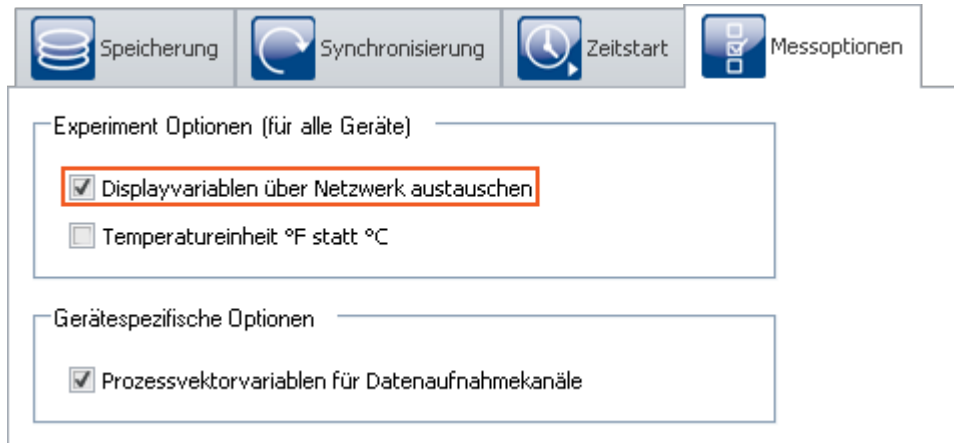 Speicherung
Synchronisierung
Zeitstart
Messoptionen
Experiment Optionen (für alle Geräte)
Displayvariablen über Netzwerk austauschen
Temperatureinheit °F statt °C
Gerätespezifische Optionen
Prozessvektorvariablen für Datenaufnahmekanäle